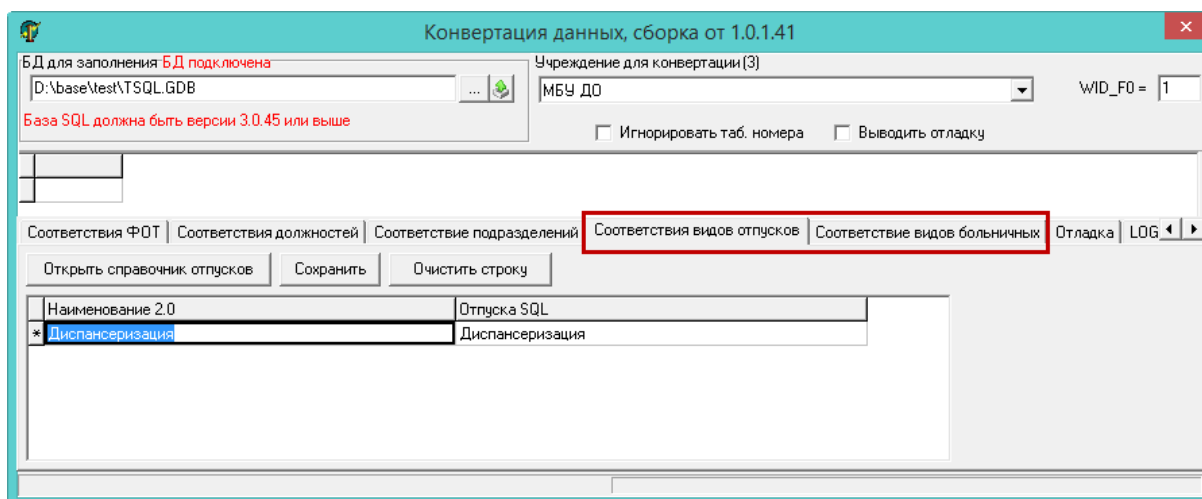 Конвертация данных, сборка от 1.0.1.41
БД для заполнения БД подключена
Учреждение для конвертации (3)
D:\base\test\TSQL.GDB
...
МБУ ДО
WID_F0 = 1
База SQL должна быть версии 3.0.45 или выше
Игнорировать таб. номера
Выводить отладку
Соответствия ФОТ
Соответствия должностей
Соответствие подразделений
Соответствия видов отпусков
Соответствие видов больничных
Отладка
LOG
Открыть справочник отпусков
Сохранить
Очистить строку
Наименование 2.0
Отпуска SQL
* Диспансеризация
Диспансеризация